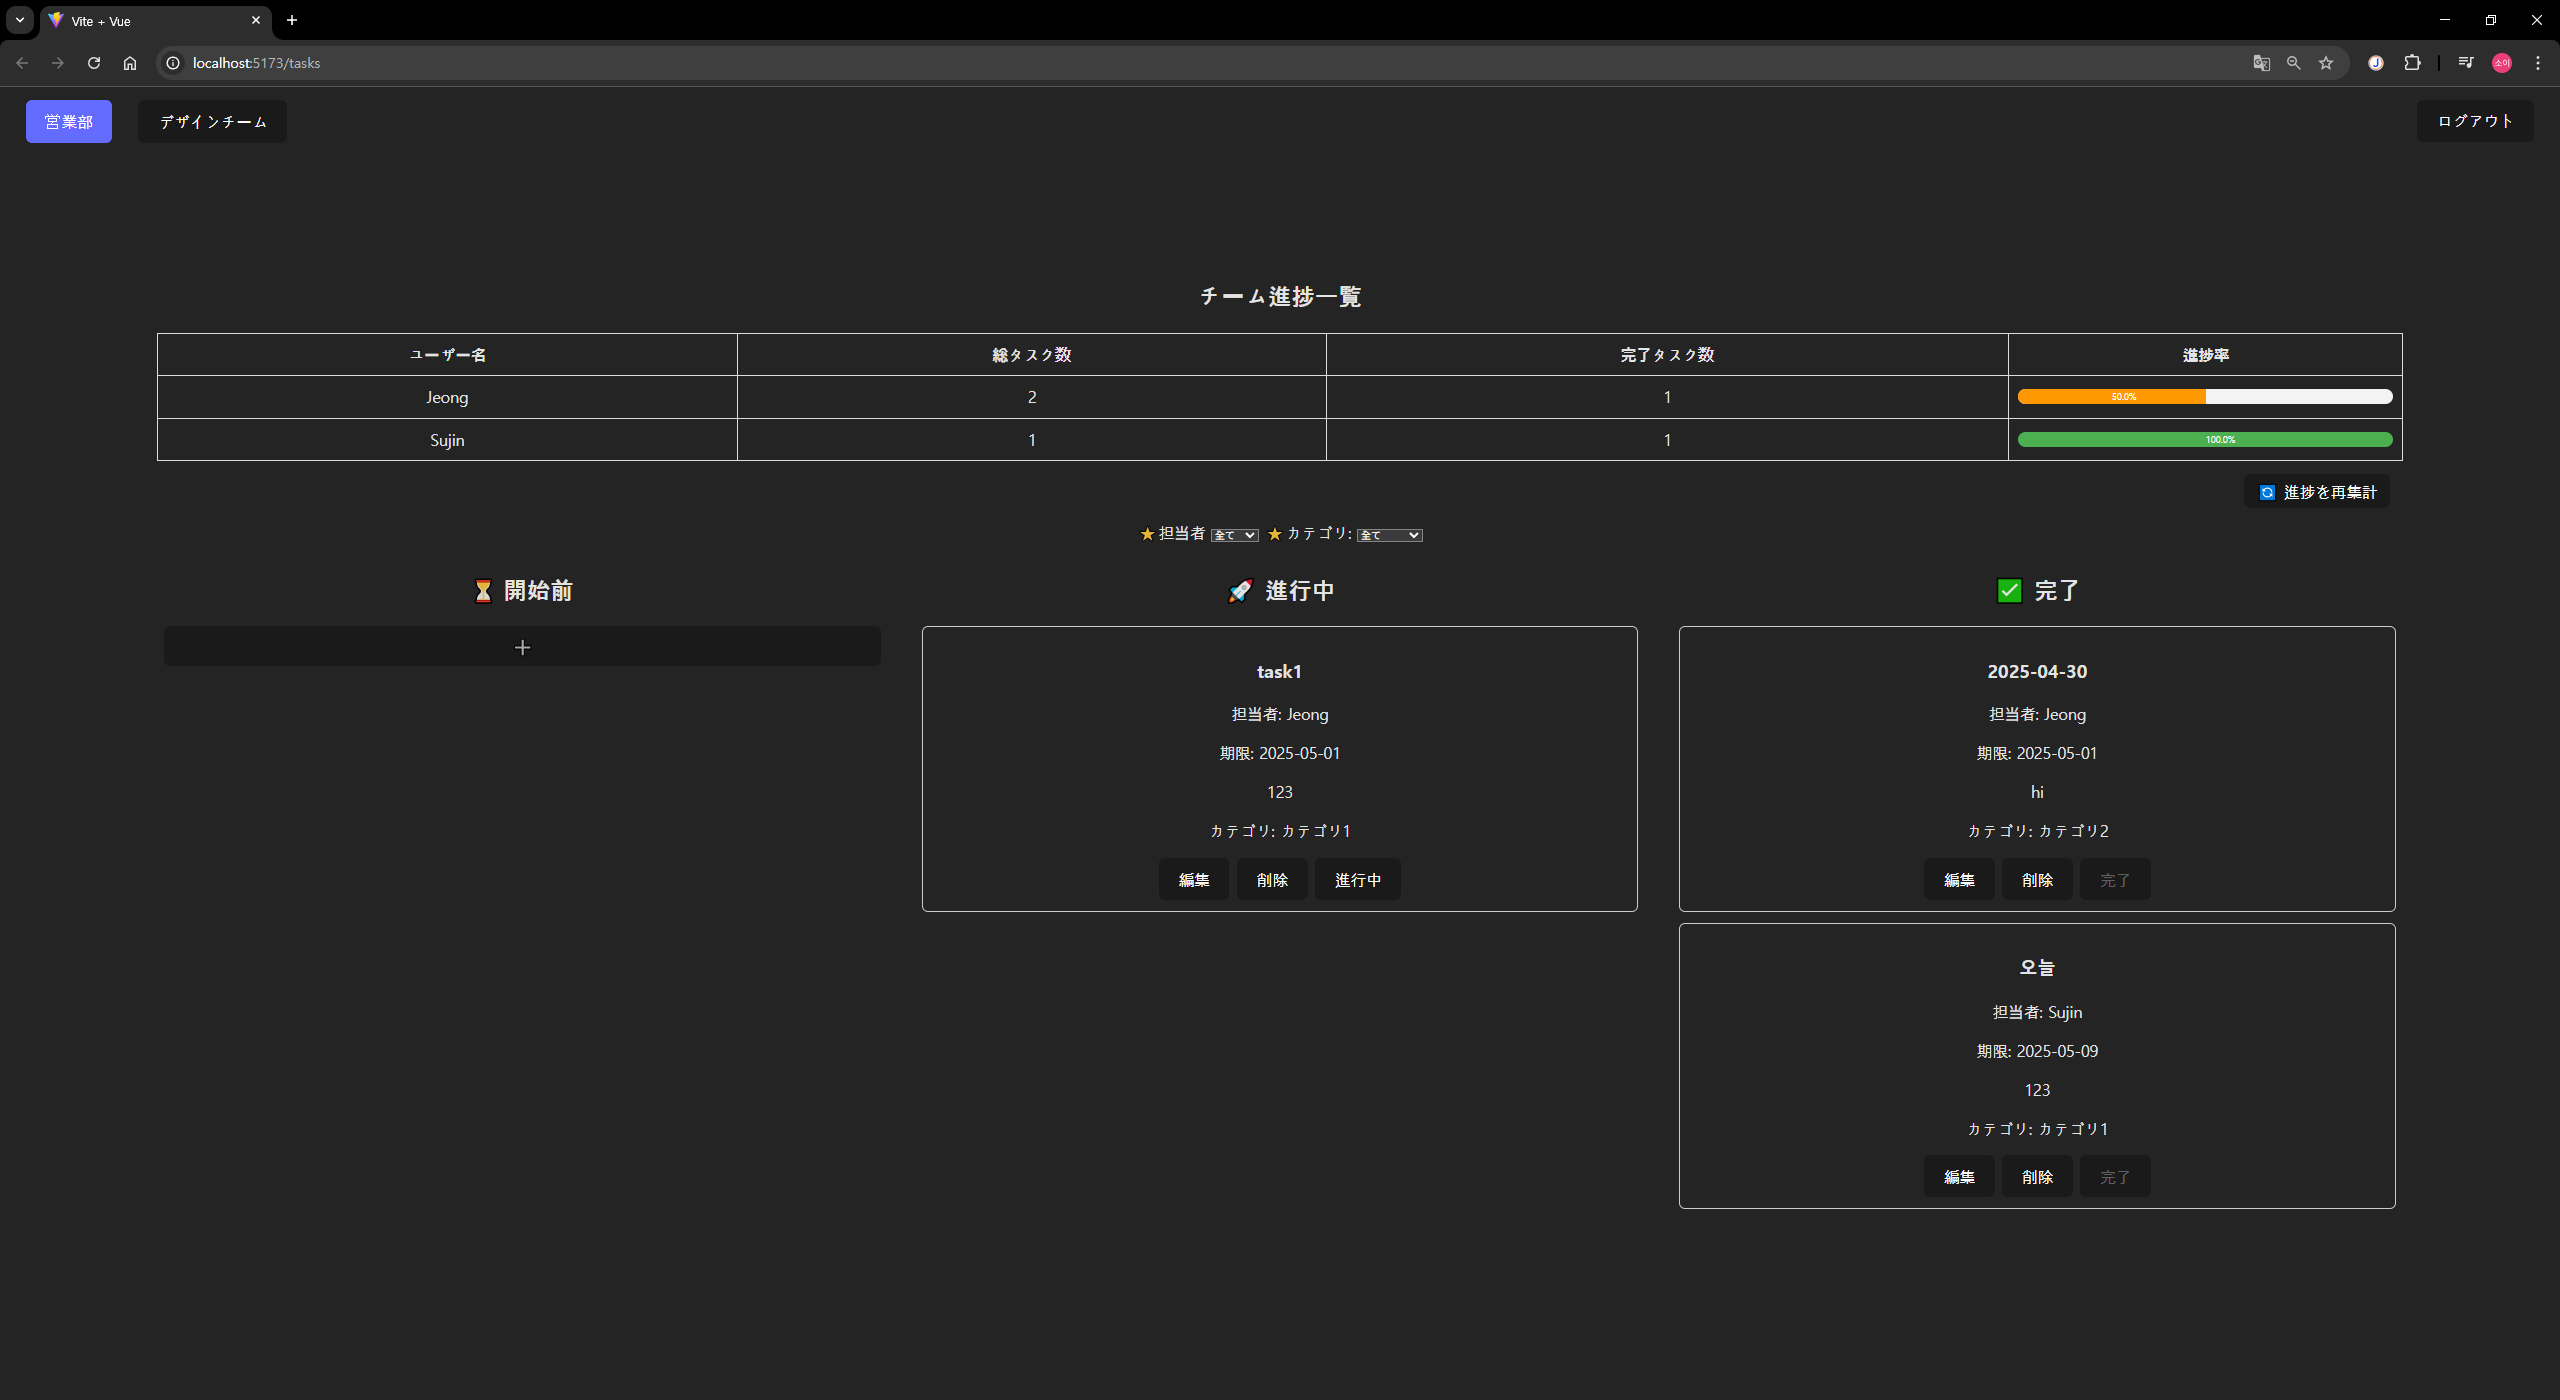 Vite + Vue
localhost:5173/tasks
소이
営業部 デザインチーム ログアウト
チーム進捗一覧
ユーザー名 総タスク数 完了タスク数 進捗率
Jeong 2 1 50.0%
Sujin 1 1 100.0%
進捗を再集計
★担当者 全て ★カテゴリ: 全て
⏳ 開始前
+
🚀 進行中
task1
担当者: Jeong
期限: 2025-05-01
123
カテゴリ: カテゴリ1
編集 削除 進行中
✅ 完了
2025-04-30
担当者: Jeong
期限: 2025-05-01
hi
カテゴリ: カテゴリ2
編集 削除 完了
오늘
担当者: Sujin
期限: 2025-05-09
123
カテゴリ: カテゴリ1
編集 削除 完了